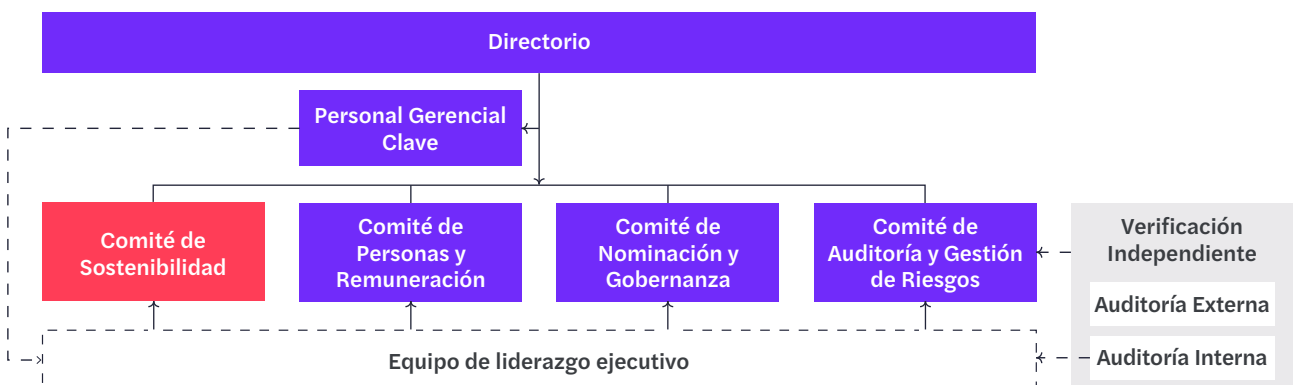 Directorio
Personal Gerencial
Clave
Comité de
Sostenibilidad
Comité de
Personas y
Remuneración
Comité de
Nominación y
Gobernanza
Comité de
Auditoría y Gestión
de Riesgos
Verificación
Independiente
Auditoría Externa
Auditoría Interna
Equipo de liderazgo ejecutivo